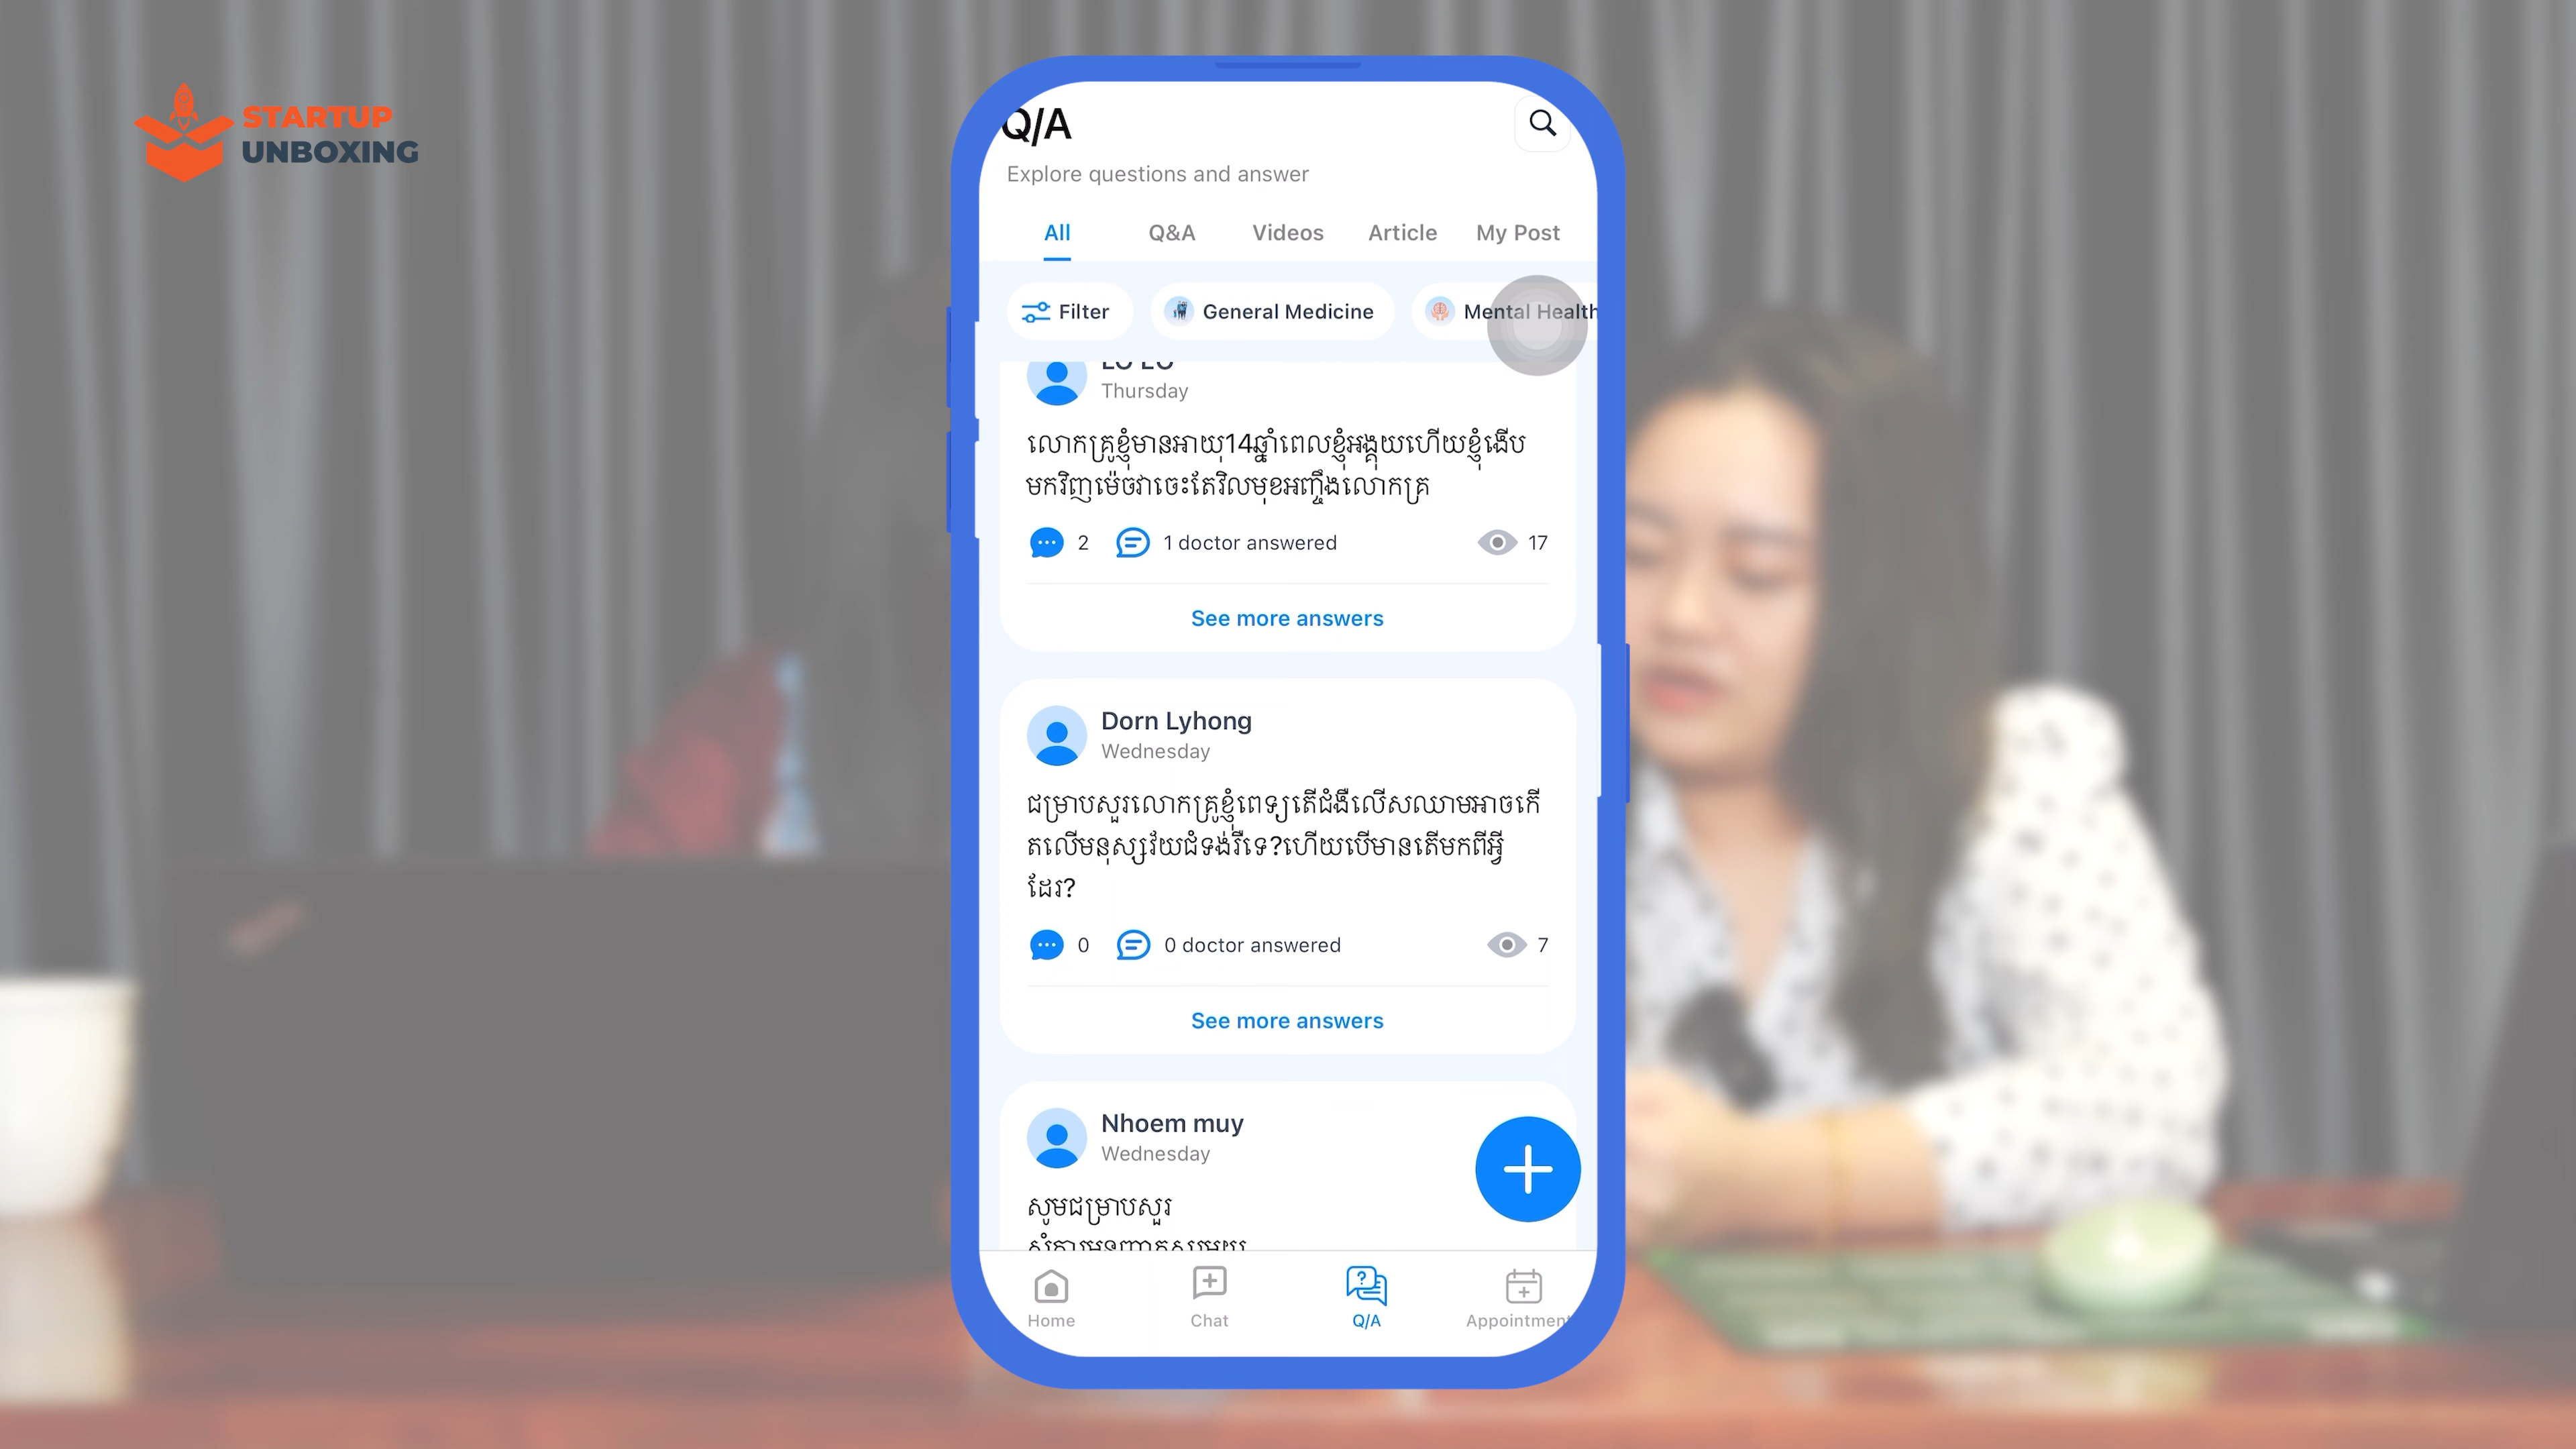 STARTUP
UNBOXING
Q/A
Explore questions and answer
All
Q&A
Videos
Article
My Post
Filter
General Medicine
Mental Health
Thursday
លោកគ្រូខ្ញុំមានអាយុ14ឆ្នាំពេលខ្ញុំអង្គុយហើយខ្ញុំងើប
មកវិញម៉េចវាចេះតែវិលមុខអញ្ចឹងលោកគ្រ
2
1 doctor answered
17
See more answers
Dorn Lyhong
Wednesday
ជម្រាបសួរលោកគ្រូខ្ញុំពេទ្យតើជំងឺលើសឈាមអាចកើ
តលើមនុស្សវ័យជំទង់រឺទេ?ហើយបើមានតើមកពីអ្វី
ដែរ?
0
0 doctor answered
7
See more answers
Nhoem muy
Wednesday
សូមជម្រាបសួរ
Home
Chat
Q/A
Appointment